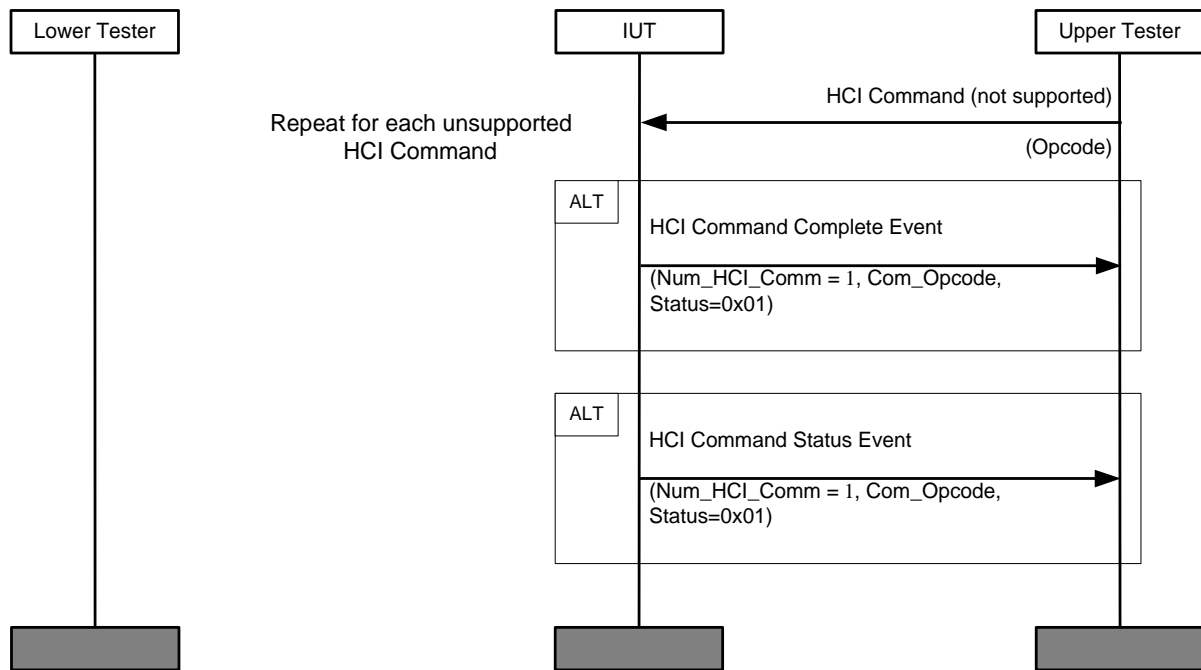 Lower Tester
IUT
Upper Tester
HCI Command (not supported)
Repeat for each unsupported
HCI Command
(Opcode)
ALT
HCI Command Complete Event
(Num_HCI_Comm = 1, Com_Opcode,
Status=0x01)
ALT
HCI Command Status Event
(Num_HCI_Comm = 1, Com_Opcode,
Status=0x01)